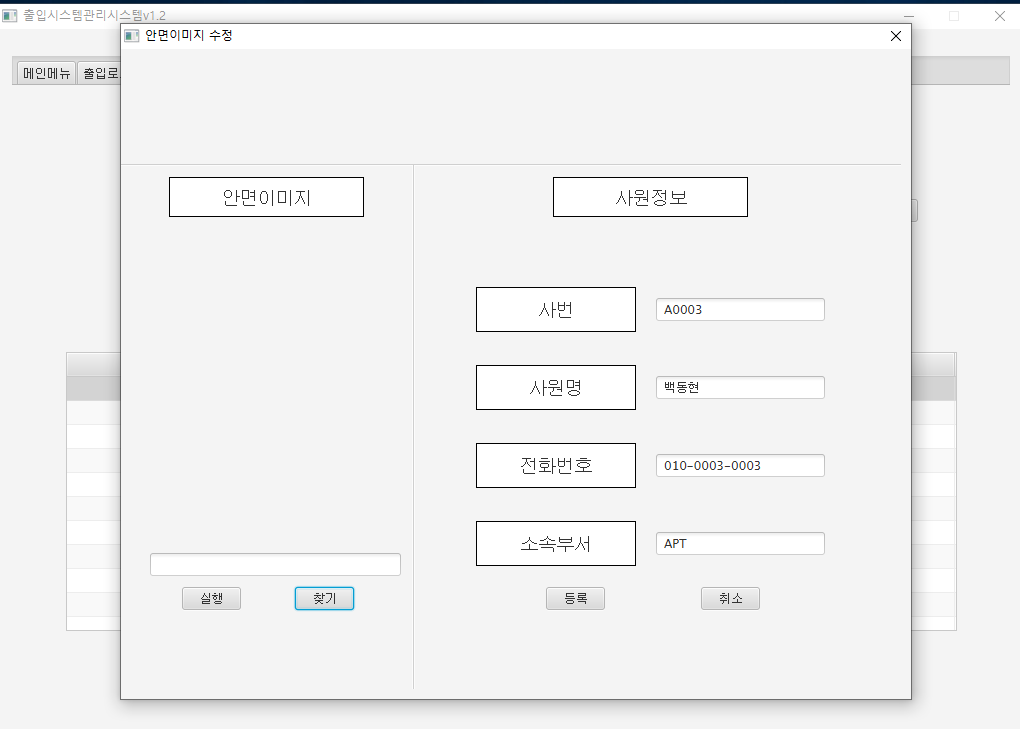 출입시스템관리시스템v1.2
안면이미지 수정
메인메뉴
출입로
안면이미지
사원정보
사번
A0003
사원명
백동현
전화번호
010-0003-0003
소속부서
APT
실행
찾기
등록
취소